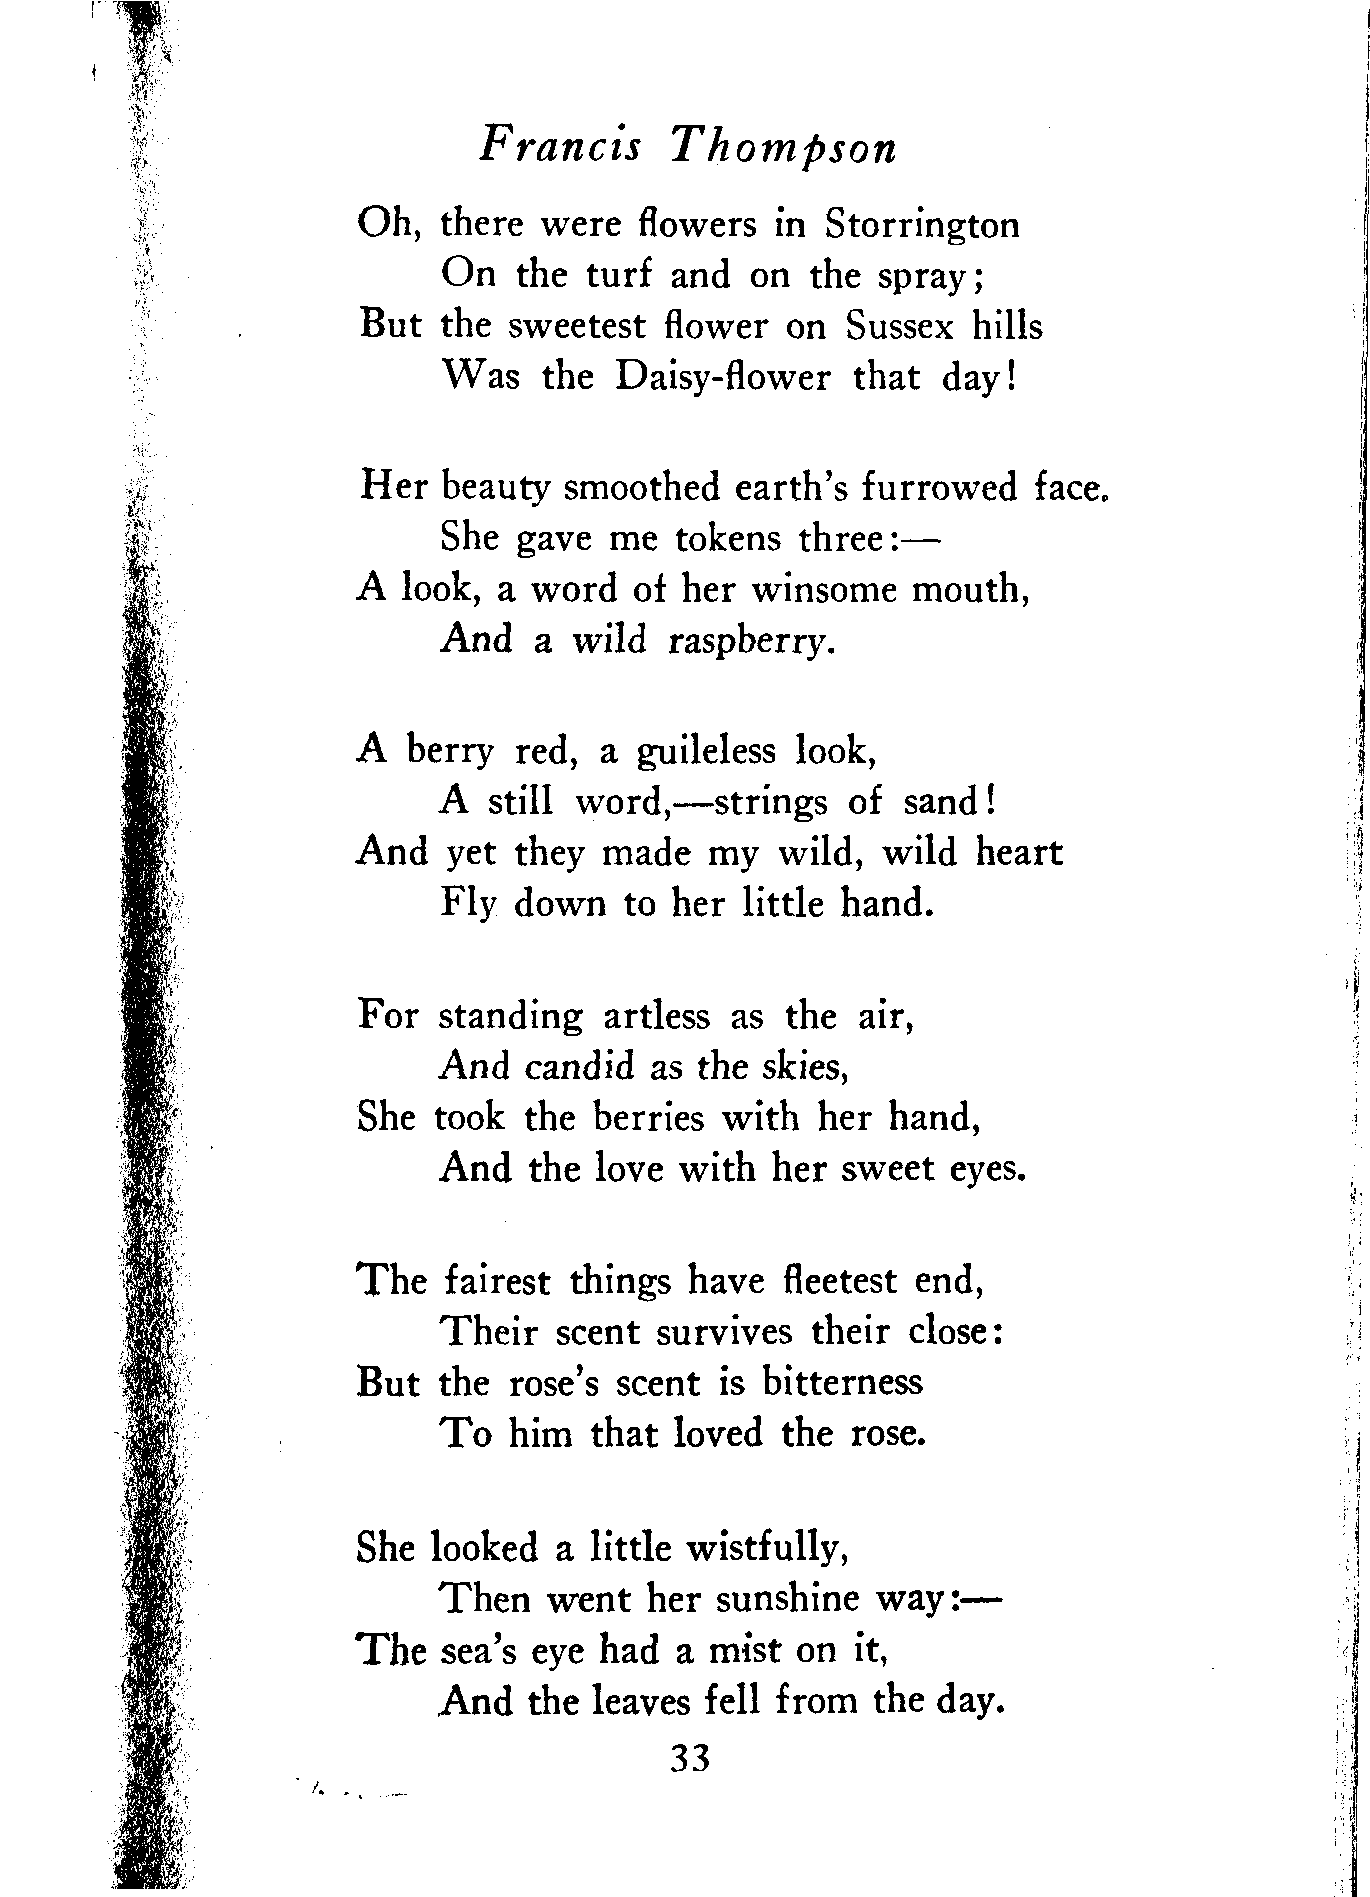 Francis Thompson
Oh, there were flowers in Storrington
On the turf and on the spray;
But the sweetest flower on Sussex hills
Was the Daisy-flower that day!
Her beauty smoothed earth's furrowed face.
She gave me tokens three:—
A look, a word of her winsome mouth,
And a wild raspberry.
A berry red, a guileless look,
A still word,—strings of sand!
And yet they made my wild, wild heart
Fly down to her little hand.
For standing artless as the air,
And candid as the skies,
She took the berries with her hand,
And the love with her sweet eyes.
The fairest things have fleetest end,
Their scent survives their close:
But the rose's scent is bitterness
To him that loved the rose.
She looked a little wistfully,
Then went her sunshine way:—
The sea's eye had a mist on it,
And the leaves fell from the day.
33